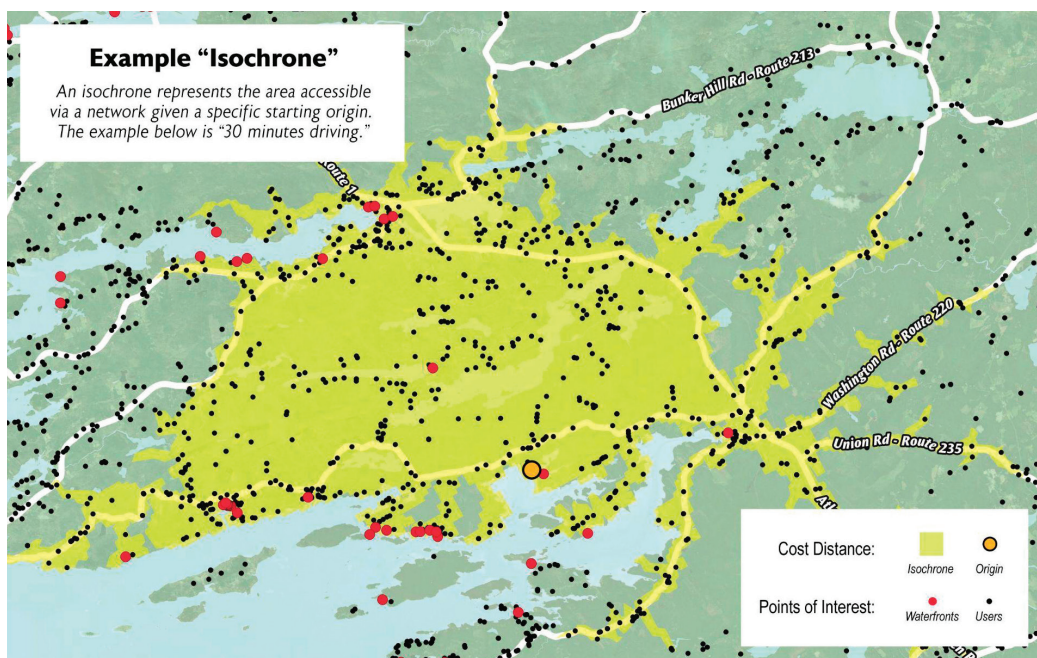 Example “Isochrone”
An isochrone represents the area accessible
via a network given a specific starting origin.
The example below is “30 minutes driving.”
Bunker Hill Rd - Route 213
Route 1
Washington Rd - Route 220
Union Rd - Route 235
Cost Distance:
Isochrone
Origin
Points of Interest:
Waterfronts
Users